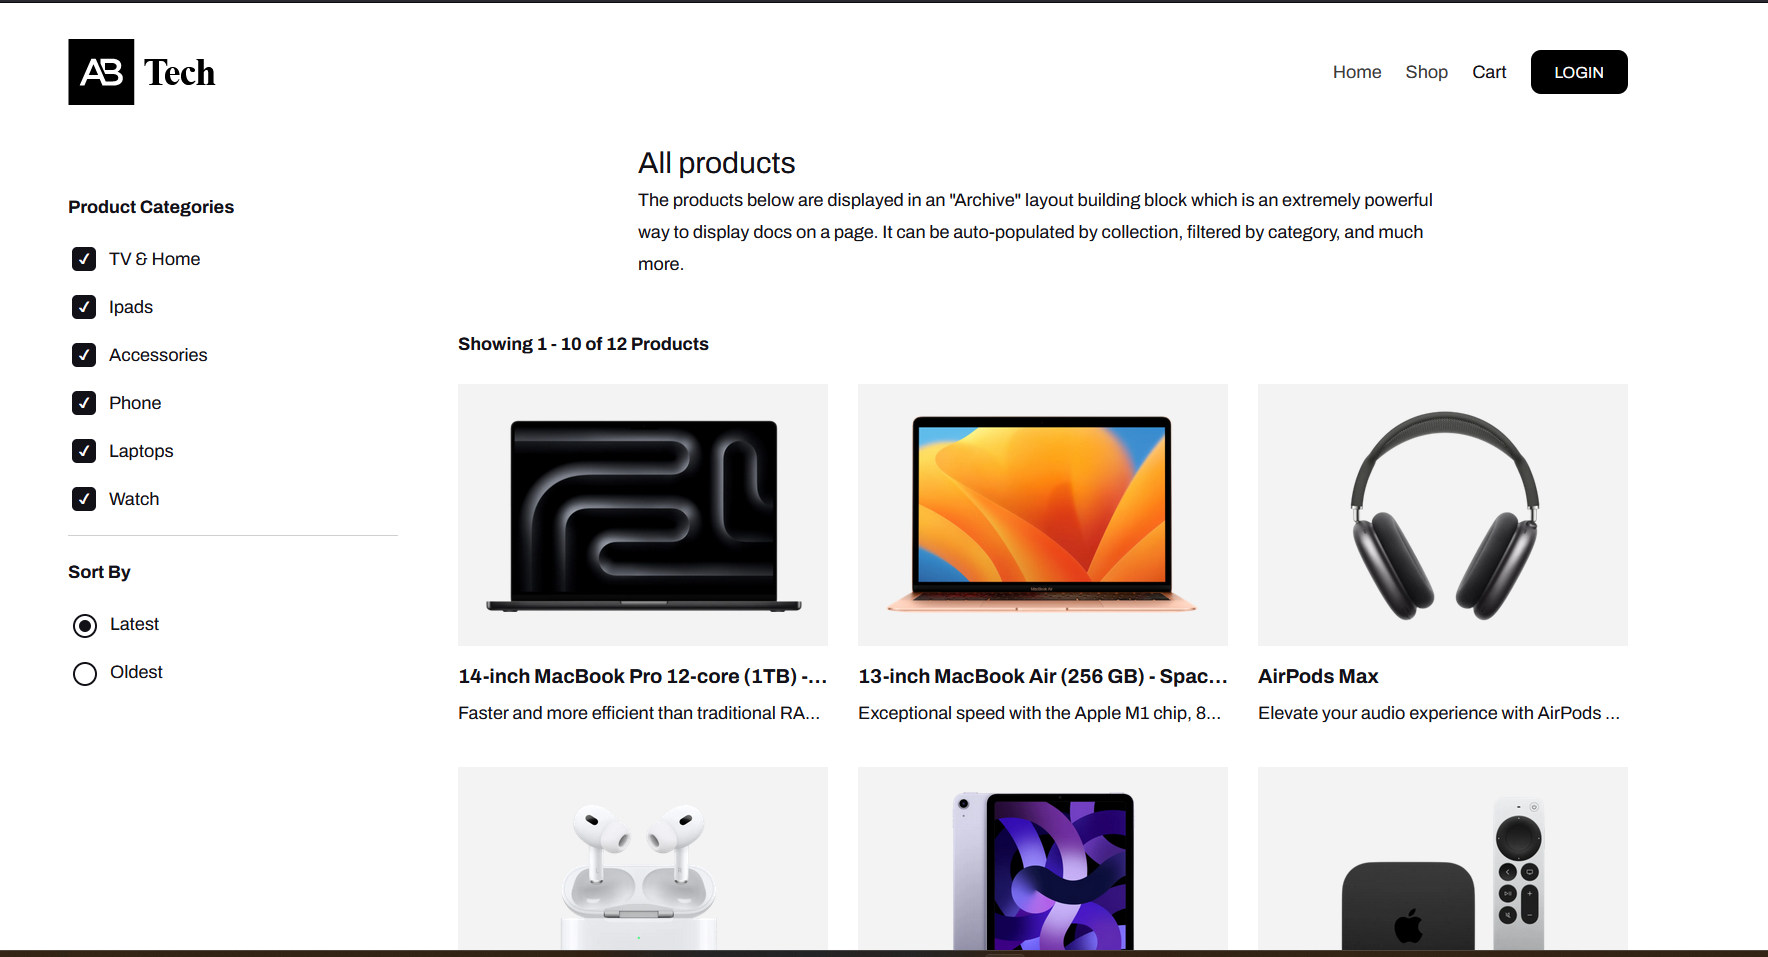 AB Tech
Home Shop Cart LOGIN
All products
The products below are displayed in an "Archive" layout building block which is an extremely powerful
way to display docs on a page. It can be auto-populated by collection, filtered by category, and much
more.
Product Categories
TV & Home
Ipads
Accessories
Phone
Laptops
Watch
Sort By
Latest
Oldest
Showing 1 - 10 of 12 Products
14-inch MacBook Pro 12-core (1TB) -...
Faster and more efficient than traditional RA...
13-inch MacBook Air (256 GB) - Spac...
Exceptional speed with the Apple M1 chip, 8...
AirPods Max
Elevate your audio experience with AirPods ...